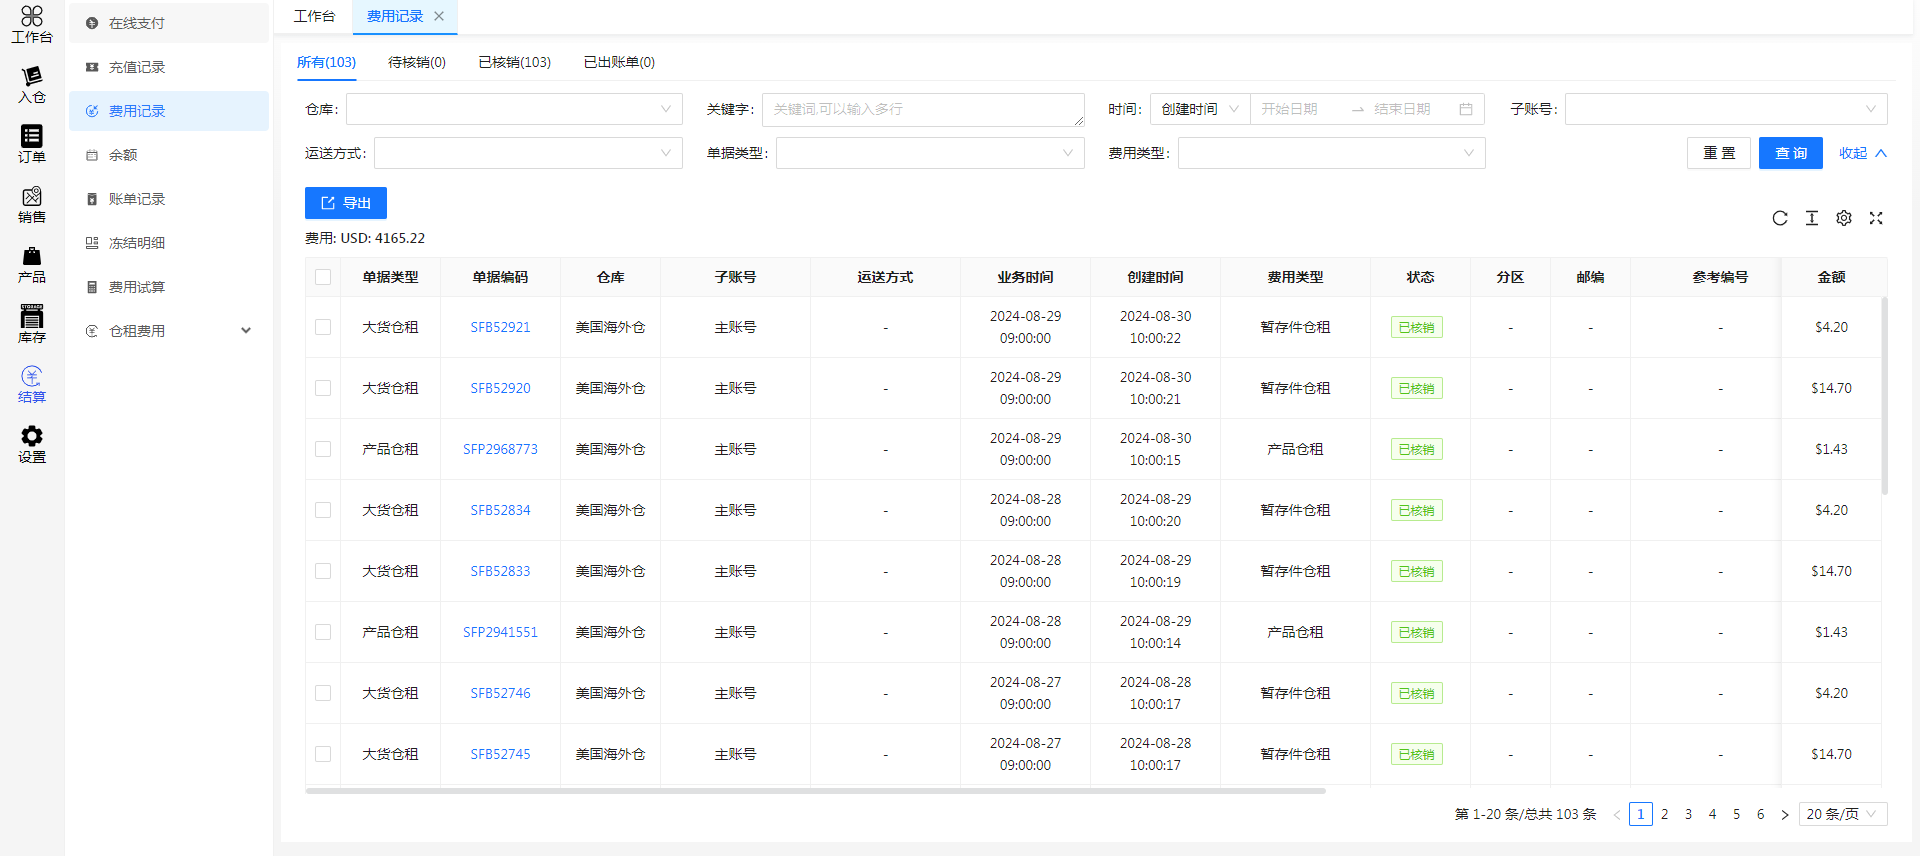 工作台
入仓
订单
销售
产品
库存
结算
设置
在线支付
充值记录
费用记录
余额
账单记录
冻结明细
费用试算
仓租费用
工作台 费用记录
所有(103) 待核销(0) 已核销(103) 已出账单(0)
仓库: 关键字: 关键词,可以输入多行 时间: 创建时间 开始日期 结束日期 子账号:
运送方式: 单据类型: 费用类型: 重 置 查 询 收起
导出
费用: USD: 4165.22
单据类型 单据编码 仓库 子账号 运送方式 业务时间 创建时间 费用类型 状态 分区 邮编 参考编号 金额
大货仓租 SFB52921 美国海外仓 主账号 - 2024-08-29 09:00:00 2024-08-30 10:00:22 暂存件仓租 已核销 - - - $4.20
大货仓租 SFB52920 美国海外仓 主账号 - 2024-08-29 09:00:00 2024-08-30 10:00:21 暂存件仓租 已核销 - - - $14.70
产品仓租 SFP2968773 美国海外仓 主账号 - 2024-08-29 09:00:00 2024-08-30 10:00:15 产品仓租 已核销 - - - $1.43
大货仓租 SFB52834 美国海外仓 主账号 - 2024-08-28 09:00:00 2024-08-29 10:00:20 暂存件仓租 已核销 - - - $4.20
大货仓租 SFB52833 美国海外仓 主账号 - 2024-08-28 09:00:00 2024-08-29 10:00:19 暂存件仓租 已核销 - - - $14.70
产品仓租 SFP2941551 美国海外仓 主账号 - 2024-08-28 09:00:00 2024-08-29 10:00:14 产品仓租 已核销 - - - $1.43
大货仓租 SFB52746 美国海外仓 主账号 - 2024-08-27 09:00:00 2024-08-28 10:00:17 暂存件仓租 已核销 - - - $4.20
大货仓租 SFB52745 美国海外仓 主账号 - 2024-08-27 09:00:00 2024-08-28 10:00:17 暂存件仓租 已核销 - - - $14.70
第 1-20 条/总共 103 条 < 1 2 3 4 5 6 > 20 条/页